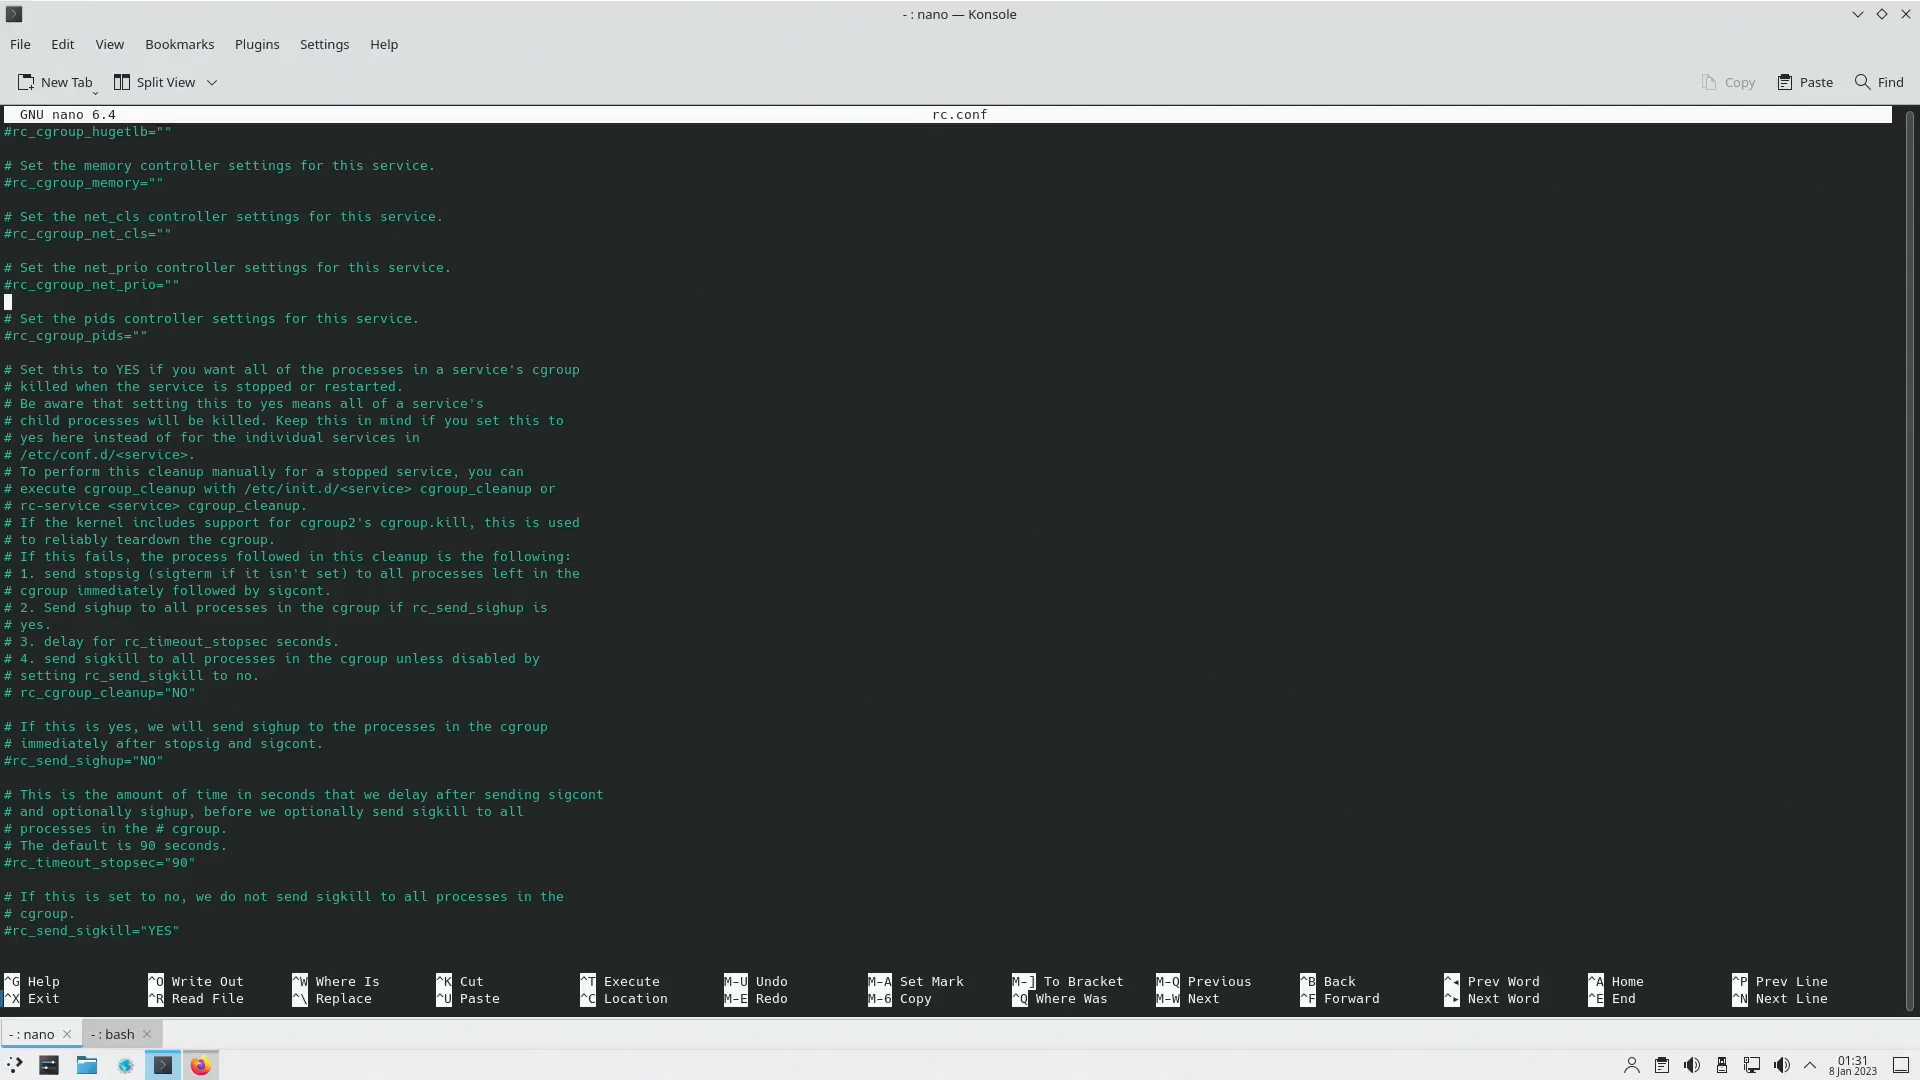 - : nano — Konsole
File Edit View Bookmarks Plugins Settings Help
New Tab Split View Copy Paste Find
GNU nano 6.4 rc.conf
#rc_cgroup_hugetlb=""
# Set the memory controller settings for this service.
#rc_cgroup_memory=""
# Set the net_cls controller settings for this service.
#rc_cgroup_net_cls=""
# Set the net_prio controller settings for this service.
#rc_cgroup_net_prio=""
# Set the pids controller settings for this service.
#rc_cgroup_pids=""
# Set this to YES if you want all of the processes in a service's cgroup
# killed when the service is stopped or restarted.
# Be aware that setting this to yes means all of a service's
# child processes will be killed. Keep this in mind if you set this to
# yes here instead of for the individual services in
# /etc/conf.d/<service>.
# To perform this cleanup manually for a stopped service, you can
# execute cgroup_cleanup with /etc/init.d/<service> cgroup_cleanup or
# rc-service <service> cgroup_cleanup.
# If the kernel includes support for cgroup2's cgroup.kill, this is used
# to reliably teardown the cgroup.
# If this fails, the process followed in this cleanup is the following:
# 1. send stopsig (sigterm if it isn't set) to all processes left in the
# cgroup immediately followed by sigcont.
# 2. Send sighup to all processes in the cgroup if rc_send_sighup is
# yes.
# 3. delay for rc_timeout_stopsec seconds.
# 4. send sigkill to all processes in the cgroup unless disabled by
# setting rc_send_sigkill to no.
# rc_cgroup_cleanup="NO"
# If this is yes, we will send sighup to the processes in the cgroup
# immediately after stopsig and sigcont.
#rc_send_sighup="NO"
# This is the amount of time in seconds that we delay after sending sigcont
# and optionally sighup, before we optionally send sigkill to all
# processes in the # cgroup.
# The default is 90 seconds.
#rc_timeout_stopsec="90"
# If this is set to no, we do not send sigkill to all processes in the
# cgroup.
#rc_send_sigkill="YES"
^G Help ^O Write Out ^W Where Is ^K Cut ^T Execute M-U Undo M-A Set Mark M-] To Bracket M-Q Previous ^B Back ^◂ Prev Word ^A Home ^P Prev Line
^X Exit ^R Read File ^\ Replace ^U Paste ^C Location M-E Redo M-6 Copy ^Q Where Was M-W Next ^F Forward ^▸ Next Word ^E End ^N Next Line
- : nano - : bash
01:31
8 Jan 2023